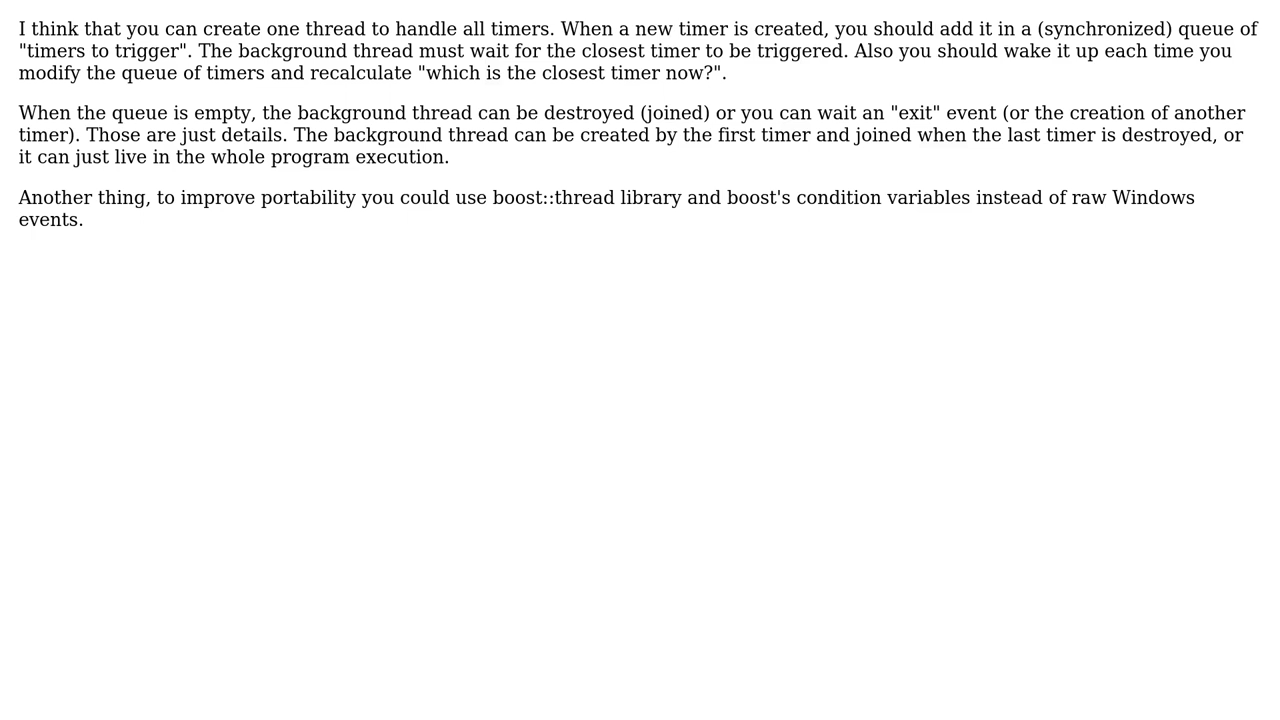 I think that you can create one thread to handle all timers. When a new timer is created, you should add it in a (synchronized) queue of
"timers to trigger". The background thread must wait for the closest timer to be triggered. Also you should wake it up each time you
modify the queue of timers and recalculate "which is the closest timer now?".
When the queue is empty, the background thread can be destroyed (joined) or you can wait an "exit" event (or the creation of another
timer). Those are just details. The background thread can be created by the first timer and joined when the last timer is destroyed, or
it can just live in the whole program execution.
Another thing, to improve portability you could use boost::thread library and boost's condition variables instead of raw Windows
events.